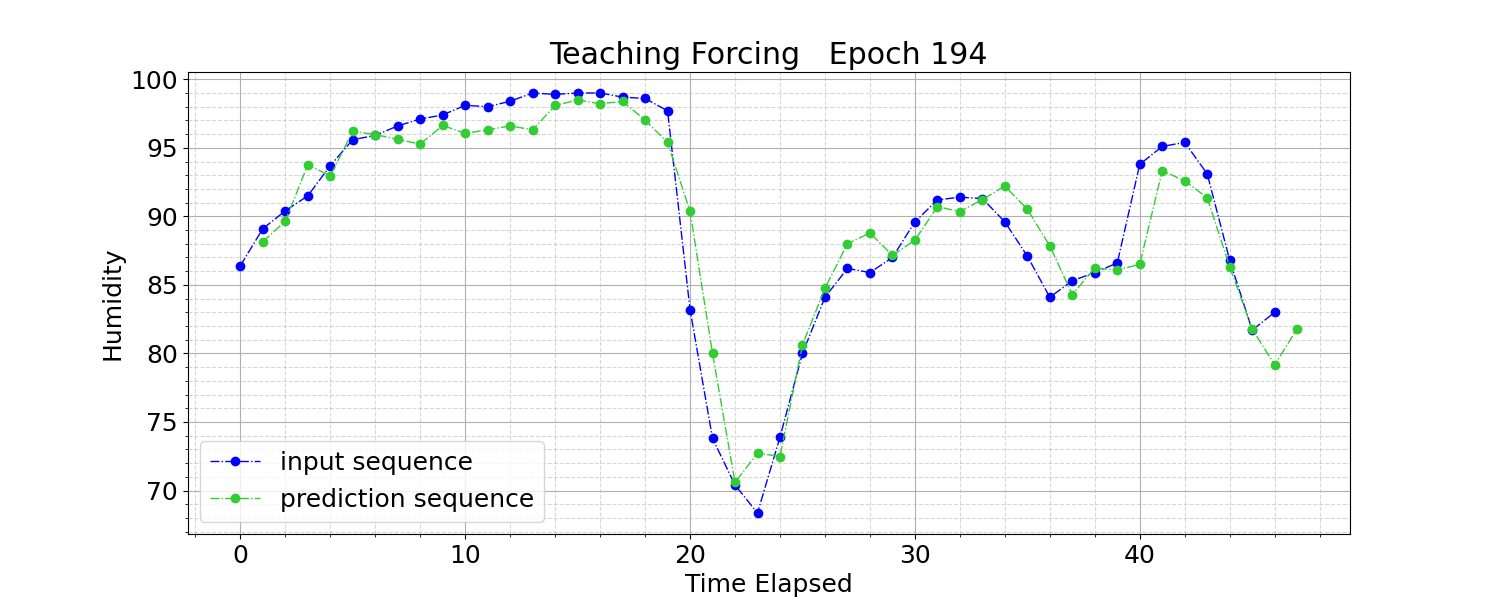 Teaching Forcing   Epoch 194
100
95
90
85
80
75
70
Humidity
input sequence
prediction sequence
0 10 20 30 40
Time Elapsed